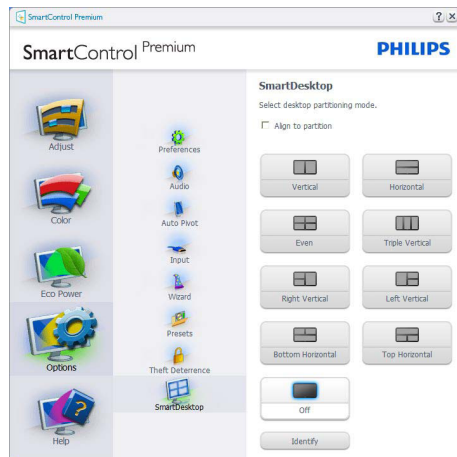 SmartControl Premium
SmartControl Premium
PHILIPS
Adjust
Color
Eco Power
Options
Help
Preferences
Audio
Auto Pivot
Input
Wizard
Presets
Theft Deterrence
SmartDesktop
SmartDesktop
Select desktop partitioning mode.
Align to partition
Vertical
Horizontal
Even
Triple Vertical
Right Vertical
Left Vertical
Bottom Horizontal
Top Horizontal
Off
Identify